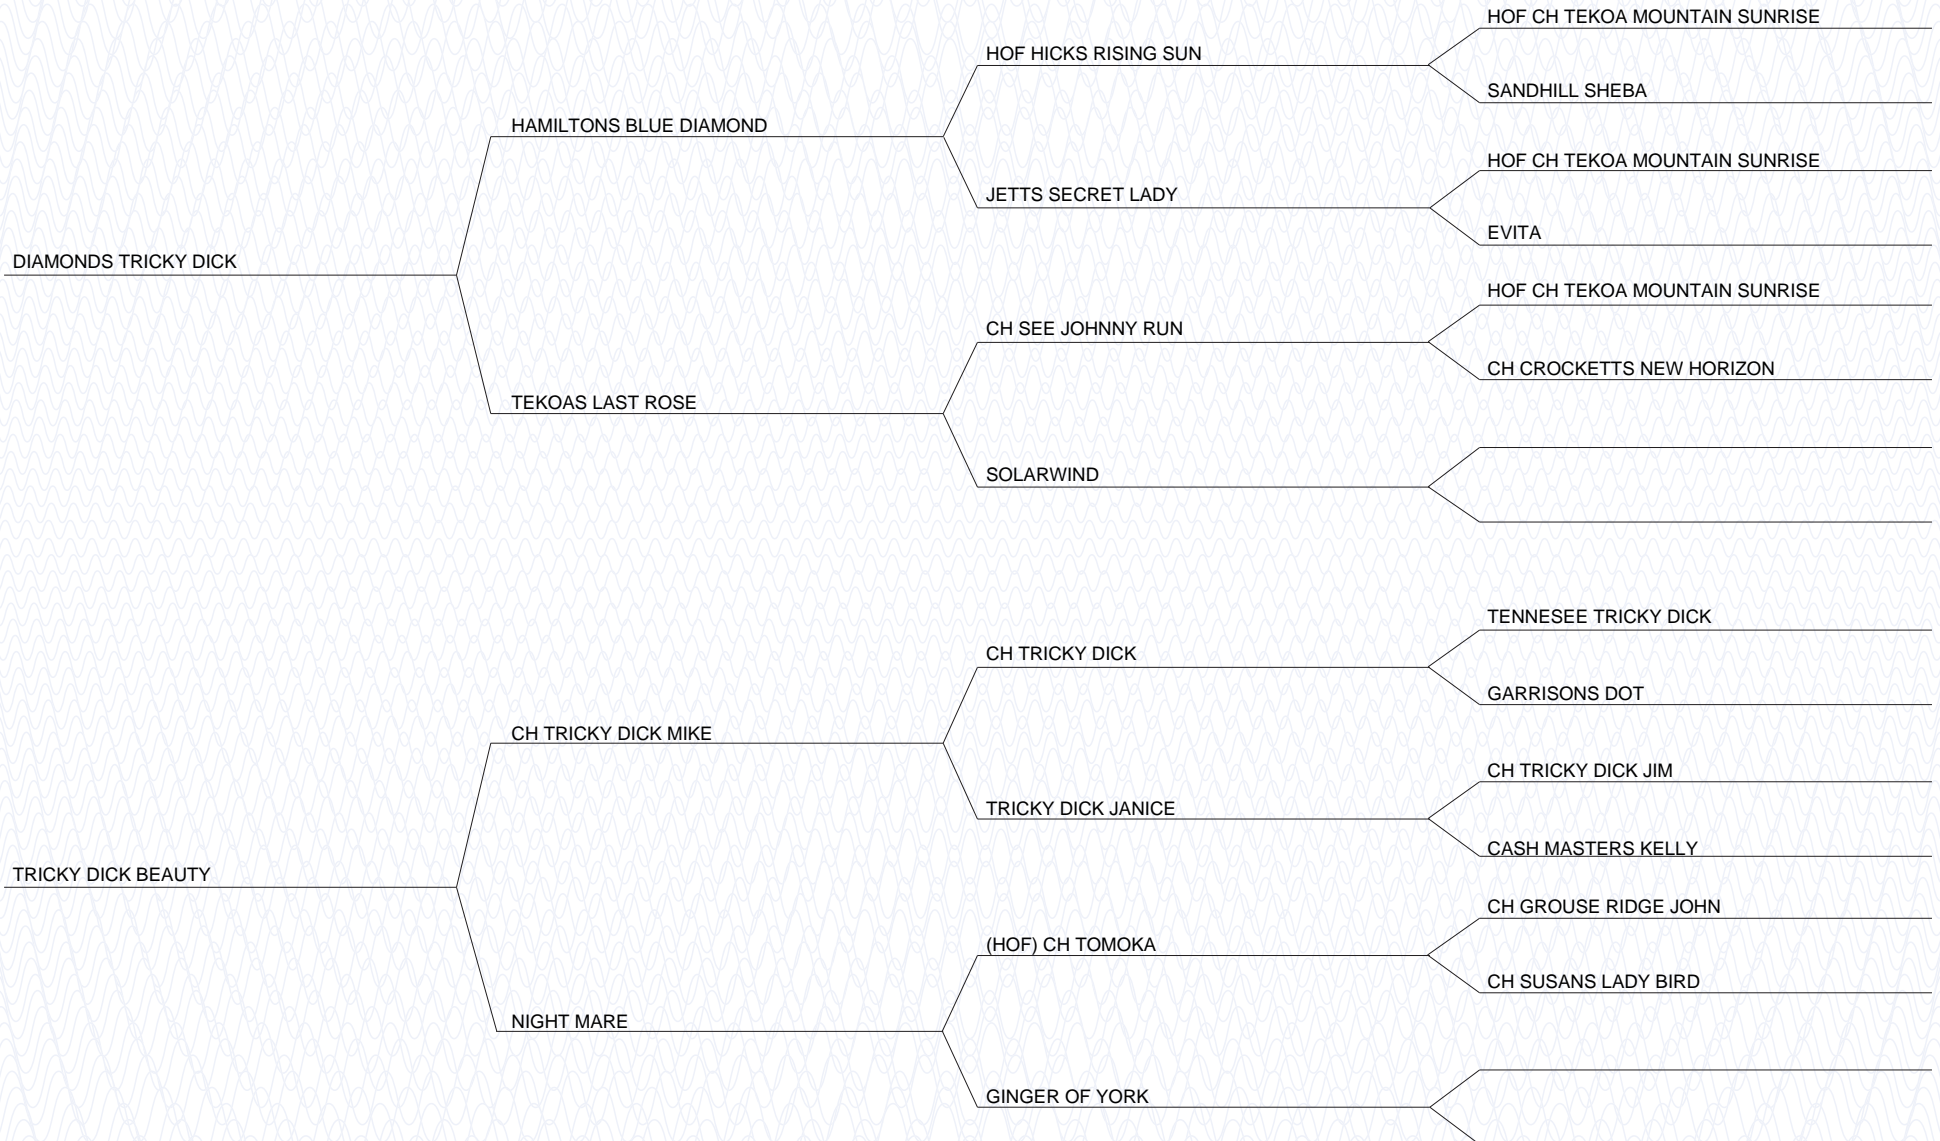 HOF CH TEKOA MOUNTAIN SUNRISE
HOF HICKS RISING SUN
SANDHILL SHEBA
HAMILTONS BLUE DIAMOND
HOF CH TEKOA MOUNTAIN SUNRISE
JETTS SECRET LADY
EVITA
DIAMONDS TRICKY DICK
HOF CH TEKOA MOUNTAIN SUNRISE
CH SEE JOHNNY RUN
CH CROCKETTS NEW HORIZON
TEKOAS LAST ROSE
SOLARWIND
TENNESEE TRICKY DICK
CH TRICKY DICK
GARRISONS DOT
CH TRICKY DICK MIKE
CH TRICKY DICK JIM
TRICKY DICK JANICE
CASH MASTERS KELLY
TRICKY DICK BEAUTY
CH GROUSE RIDGE JOHN
(HOF) CH TOMOKA
CH SUSANS LADY BIRD
NIGHT MARE
GINGER OF YORK